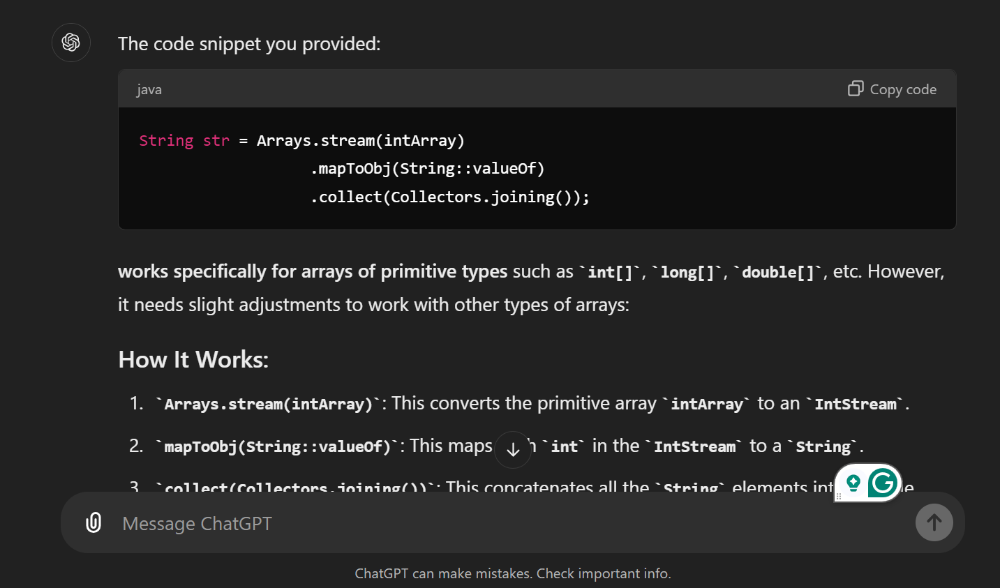 The code snippet you provided:
java
Copy code
String str = Arrays.stream(intArray)
.mapToObj(String::valueOf)
.collect(Collectors.joining());
works specifically for arrays of primitive types such as `int[]`, `long[]`, `double[]`, etc. However,
it needs slight adjustments to work with other types of arrays:
How It Works:
1. `Arrays.stream(intArray)`: This converts the primitive array `intArray` to an `IntStream`.
2. `mapToObj(String::valueOf)`: This maps `int` in the `IntStream` to a `String`.
3. `collect(Collectors.joining())`: This concatenates all the `String` elements
Message ChatGPT
ChatGPT can make mistakes. Check important info.